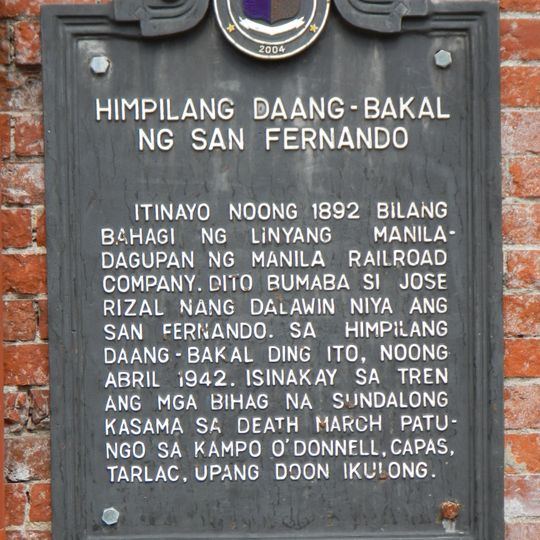 2004
HIMPILANG DAANG-BAKAL
NG SAN FERNANDO
ITINAYO NOONG 1892 BILANG
BAHAGI NG LINYANG MANILA-
DAGUPAN NG MANILA RAILROAD
COMPANY. DITO BUMABA SI JOSE
RIZAL NANG DALAWIN NIYA ANG
SAN FERNANDO. SA HIMPILANG
DAANG-BAKAL DING ITO, NOONG
ABRIL 1942. ISINAKAY SA TREN
ANG MGA BIHAG NA SUNDALONG
KASAMA SA DEATH MARCH PATU-
NGO SA KAMPO O'DONNELL, CAPAS,
TARLAC, UPANG DOON IKULONG.